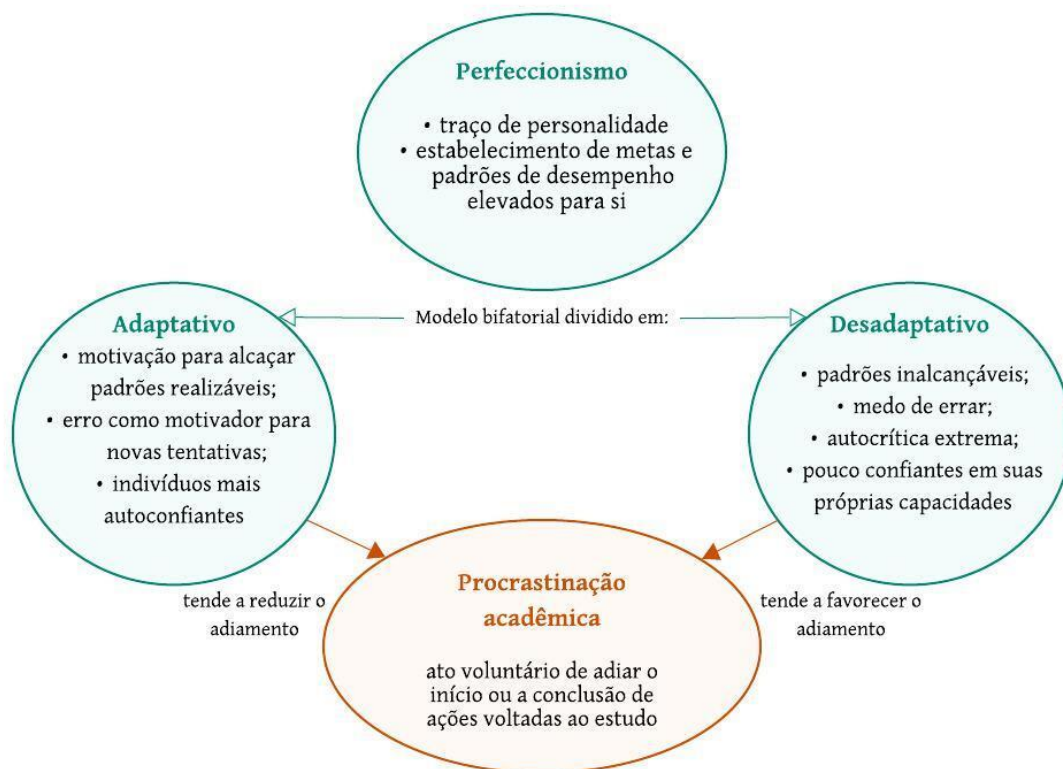 Perfeccionismo
• traço de personalidade
• estabelecimento de metas e
padrões de desempenho
elevados para si
Modelo bifatorial dividido em:
Adaptativo
• motivação para alcaçar
padrões realizáveis;
• erro como motivador para
novas tentativas;
• indivíduos mais
autoconfiantes
Desadaptativo
• padrões inalcançáveis;
• medo de errar;
• autocrítica extrema;
• pouco confiantes em suas
próprias capacidades
tende a reduzir o
adiamento
tende a favorecer o
adiamento
Procrastinação
acadêmica
ato voluntário de adiar o
início ou a conclusão de
ações voltadas ao estudo